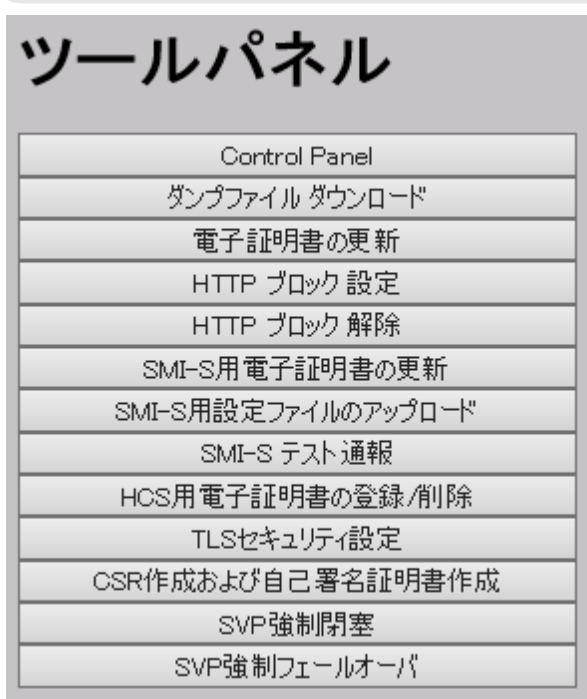 ツールパネル
Control Panel
ダンプファイル ダウンロード
電子証明書の更新
HTTP ブロック 設定
HTTP ブロック 解除
SMI-S用電子証明書の更新
SMI-S用設定ファイルのアップロード
SMI-S テスト通報
HCS用電子証明書の登録/削除
TLSセキュリティ設定
CSR作成および自己署名証明書作成
SVP強制閉塞
SVP強制フェールオーバ